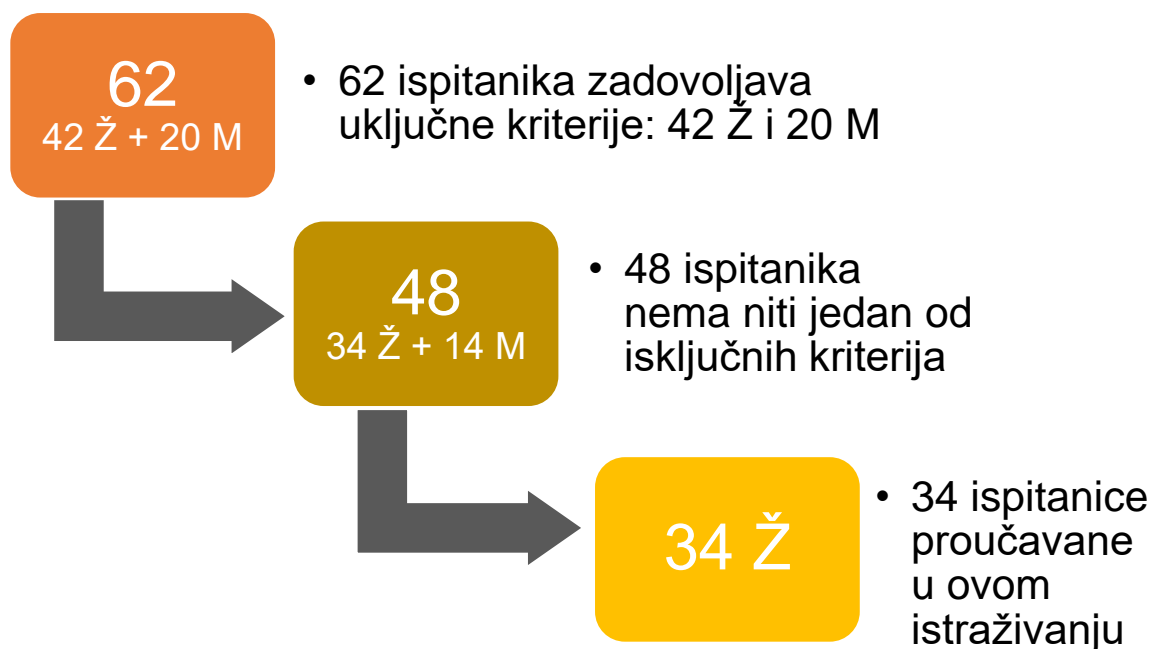 62
42 Ž + 20 M
• 62 ispitanika zadovoljava
uključne kriterije: 42 Ž i 20 M
48
34 Ž + 14 M
• 48 ispitanika
nema niti jedan od
isključnih kriterija
34 Ž
• 34 ispitanice
proučavane
u ovom
istraživanju